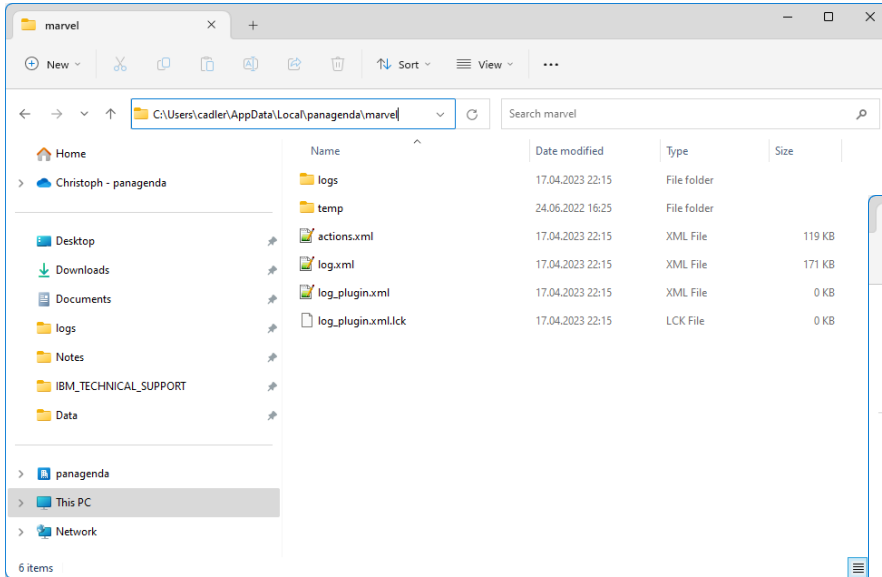 marvel
New
Sort
View
C:\Users\cadler\AppData\Local\panagenda\marvel
Search marvel
Home
Christoph - panagenda
Desktop
Downloads
Documents
logs
Notes
IBM_TECHNICAL_SUPPORT
Data
panagenda
This PC
Network
Name Date modified Type Size
logs 17.04.2023 22:15 File folder
temp 24.06.2022 16:25 File folder
actions.xml 17.04.2023 22:15 XML File 119 KB
log.xml 17.04.2023 22:15 XML File 171 KB
log_plugin.xml 17.04.2023 22:15 XML File 0 KB
log_plugin.xml.lck 17.04.2023 22:15 LCK File 0 KB
6 items